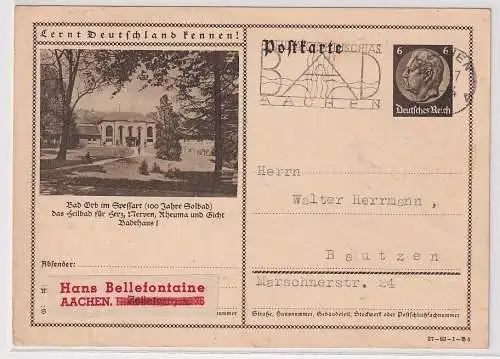 Lernt Deutschland kennen!
Bad Orb im Spessart (100 Jahre Solbad)
das Heilbad für Herz, Nerven, Rheuma und Gicht
Badehaus I
Absender:
Hans Bellefontaine
AACHEN,
Postkarte
BAD
AACHEN
6 6
Deutsches Reich
Herrn
Walter Herrmann,
Bautzen
Marschnerstr. 24
Straße, Hausnummer, Gebäudeteil, Stockwerk oder Postschließfachnummer